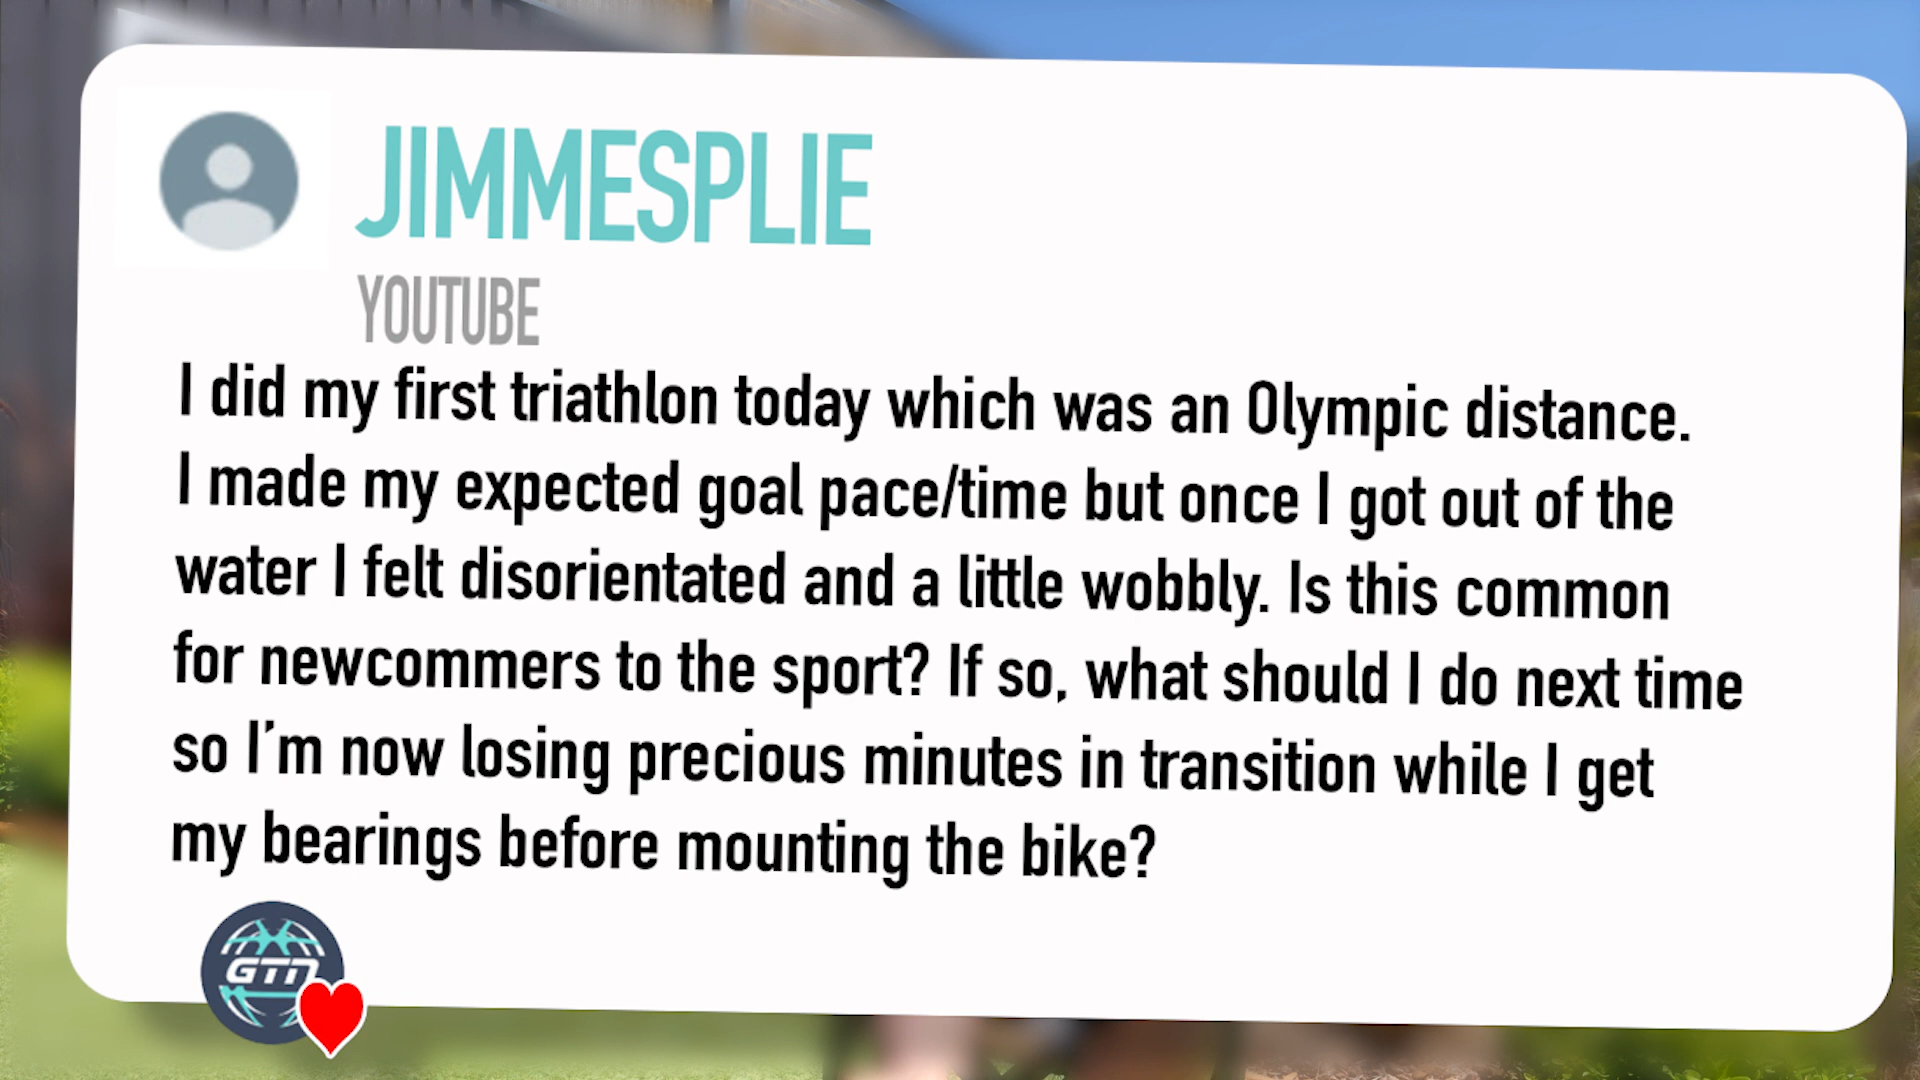 JIMMESPLIE
YOUTUBE
I did my first triathlon today which was an Olympic distance.
I made my expected goal pace/time but once I got out of the
water I felt disorientated and a little wobbly. Is this common
for newcommers to the sport? If so, what should I do next time
so I'm now losing precious minutes in transition while I get
my bearings before mounting the bike?
GTN